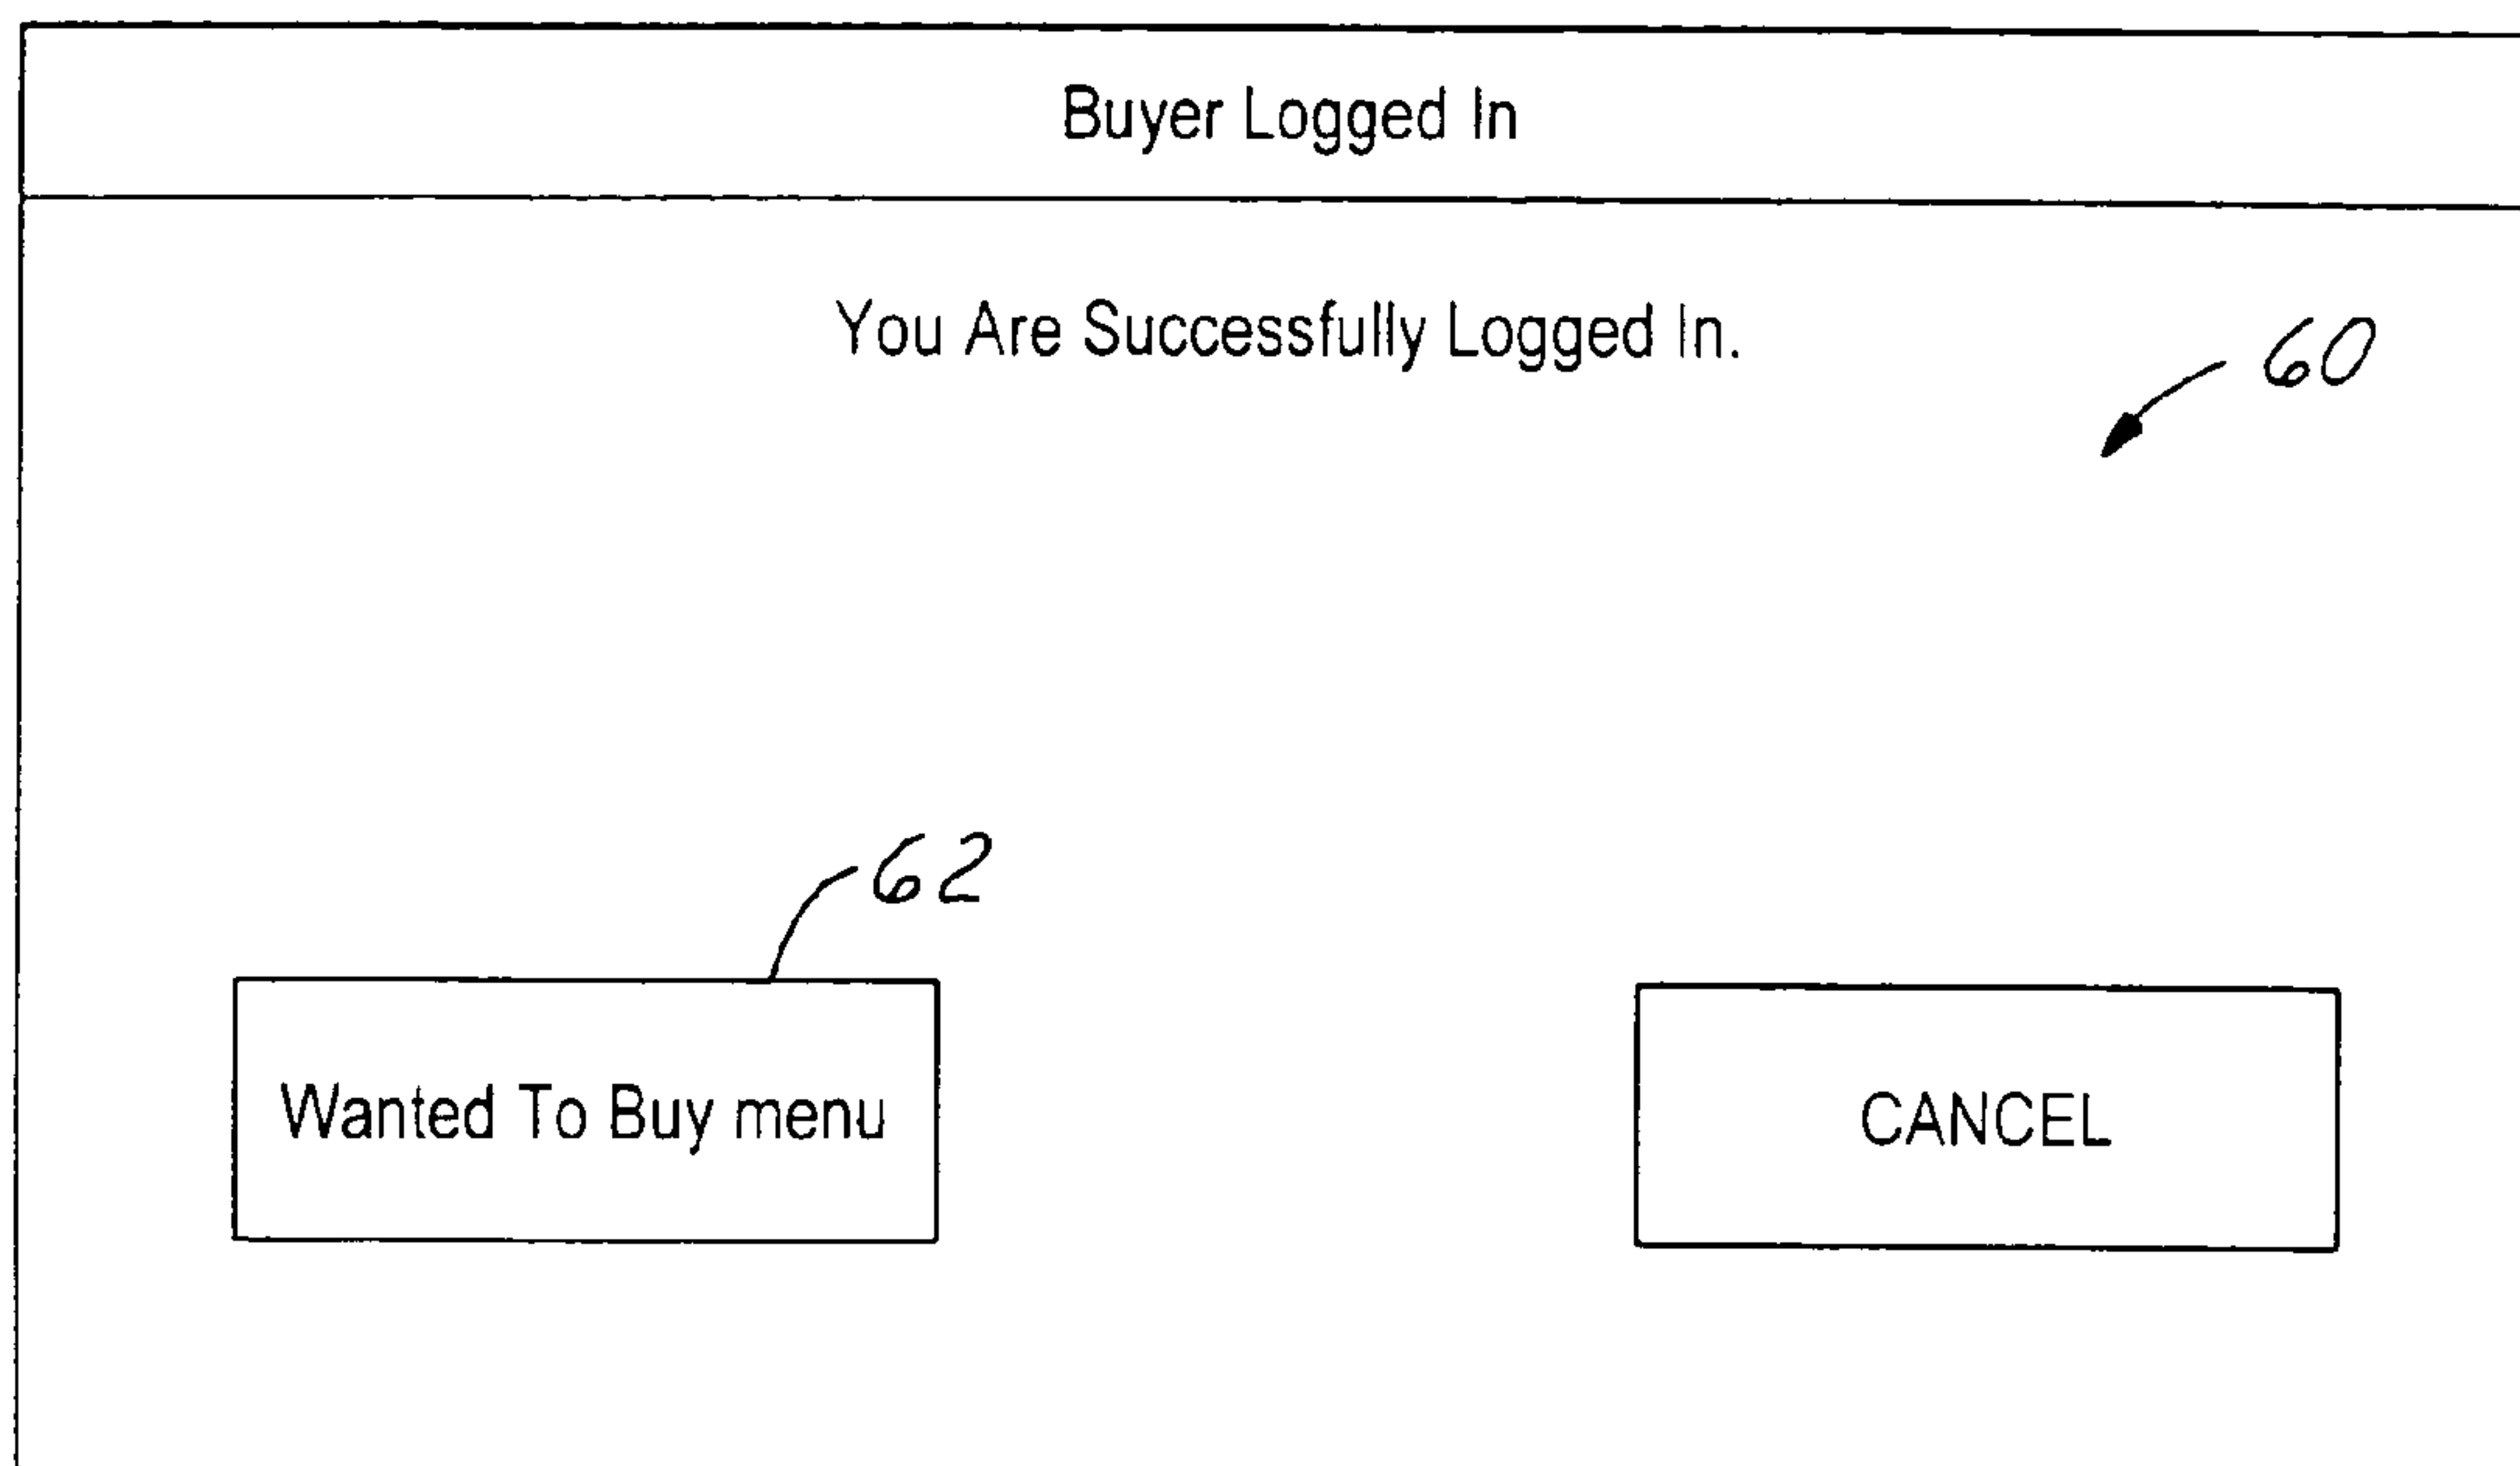 Buyer Logged In
You Are Successfully Logged In.
60
62
Wanted To Buy menu
CANCEL